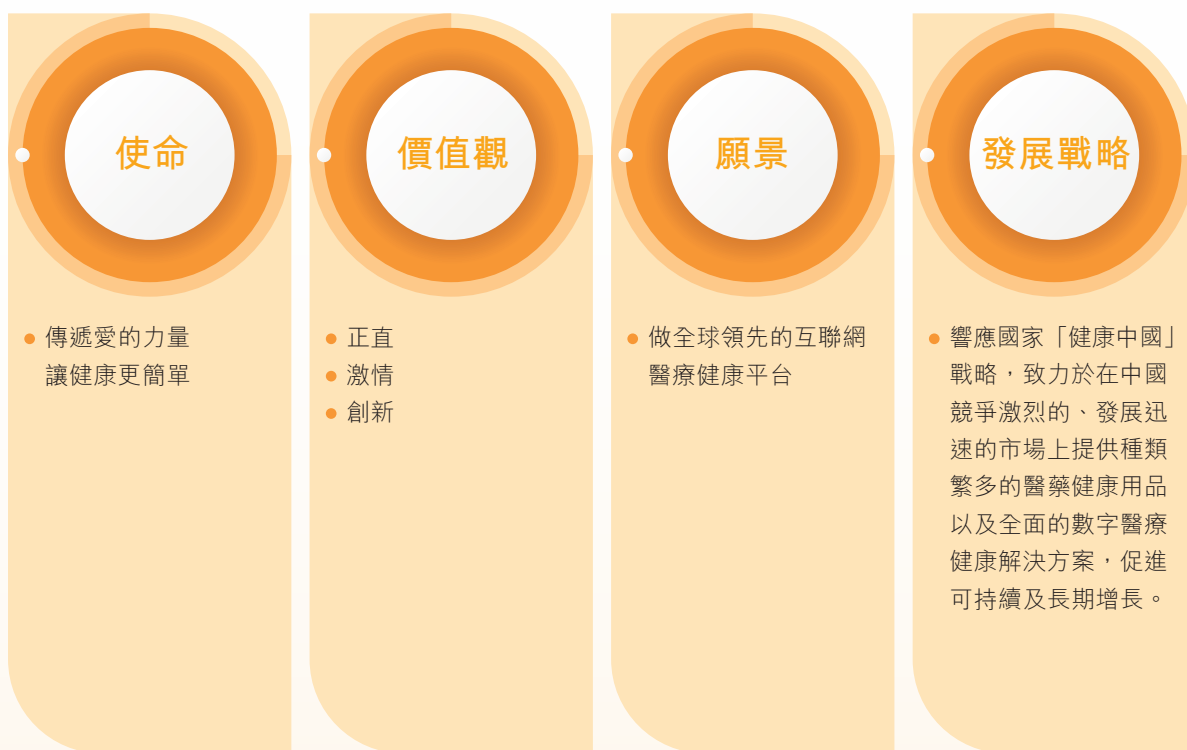 使命
傳遞愛的力量
讓健康更簡單
價值觀
正直
激情
創新
願景
做全球領先的互聯網
醫療健康平台
發展戰略
響應國家「健康中國」
戰略，致力於在中國
競爭激烈的、發展迅
速的市場上提供種類
繁多的醫藥健康用品
以及全面的數字醫療
健康解決方案，促進
可持續及長期增長。